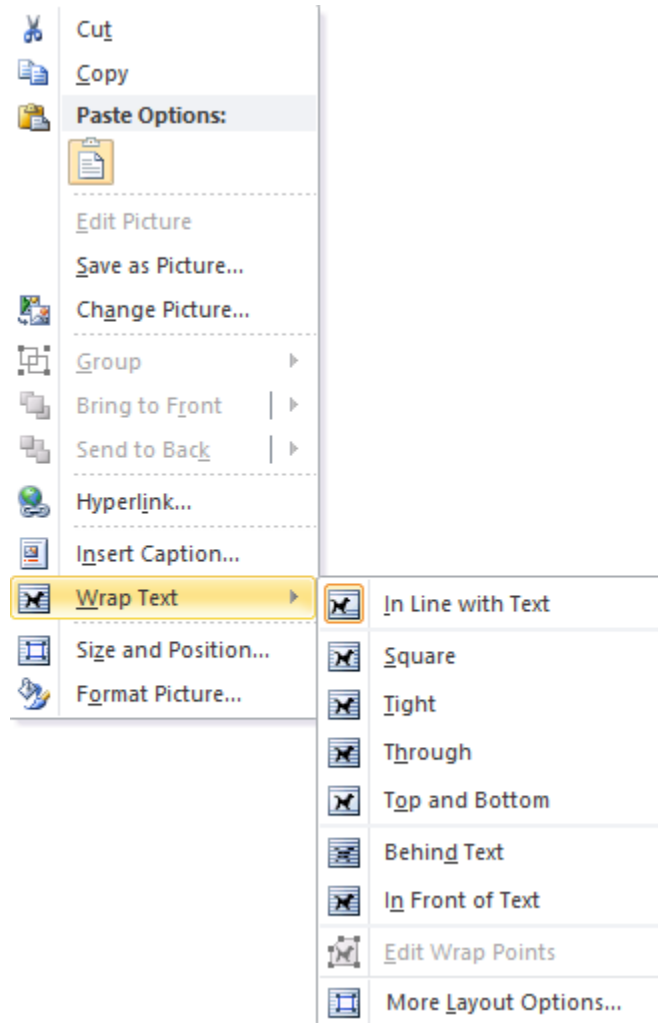 Cut
Copy
Paste Options:
Edit Picture
Save as Picture...
Change Picture...
Group
Bring to Front
Send to Back
Hyperlink...
Insert Caption...
Wrap Text
Size and Position...
Format Picture...
In Line with Text
Square
Tight
Through
Top and Bottom
Behind Text
In Front of Text
Edit Wrap Points
More Layout Options...